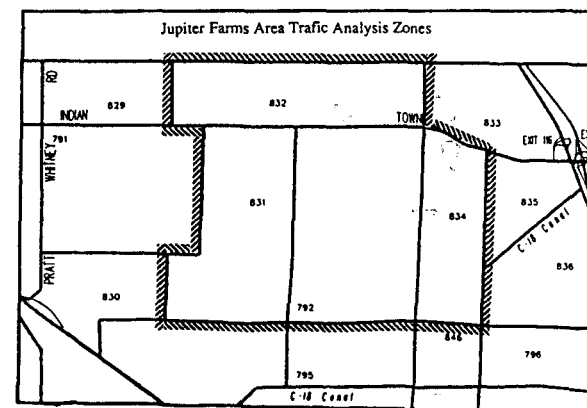 Jupiter Farms Area Trafic Analysis Zones
RD
829
832
833
INDIAN
TOWN
791
EXIT 116
WHITNEY
831
834
835
C-18 Canal
836
PRATT
830
792
846
796
795
C-18 Canal